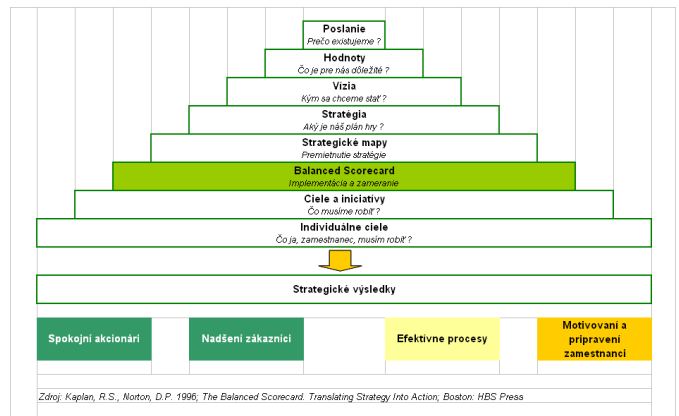 Poslanie
Prečo existujeme ?
Hodnoty
Čo je pre nás dôležité ?
Vízia
Kým sa chceme stať ?
Stratégia
Aký je náš plán hry ?
Strategické mapy
Premietnutie stratégie
Balanced Scorecard
Implementácia a zameranie
Ciele a iniciatívy
Čo musíme robiť ?
Individuálne ciele
Čo ja, zamestnanec, musím robiť ?
Strategické výsledky
Spokojní akcionári
Nadšení zákazníci
Efektívne procesy
Motivovaní a
pripravení
zamestnanci
Zdroj: Kaplan, R.S., Norton, D.P. 1996; The Balanced Scorecard. Translating Strategy Into Action; Boston: HBS Press